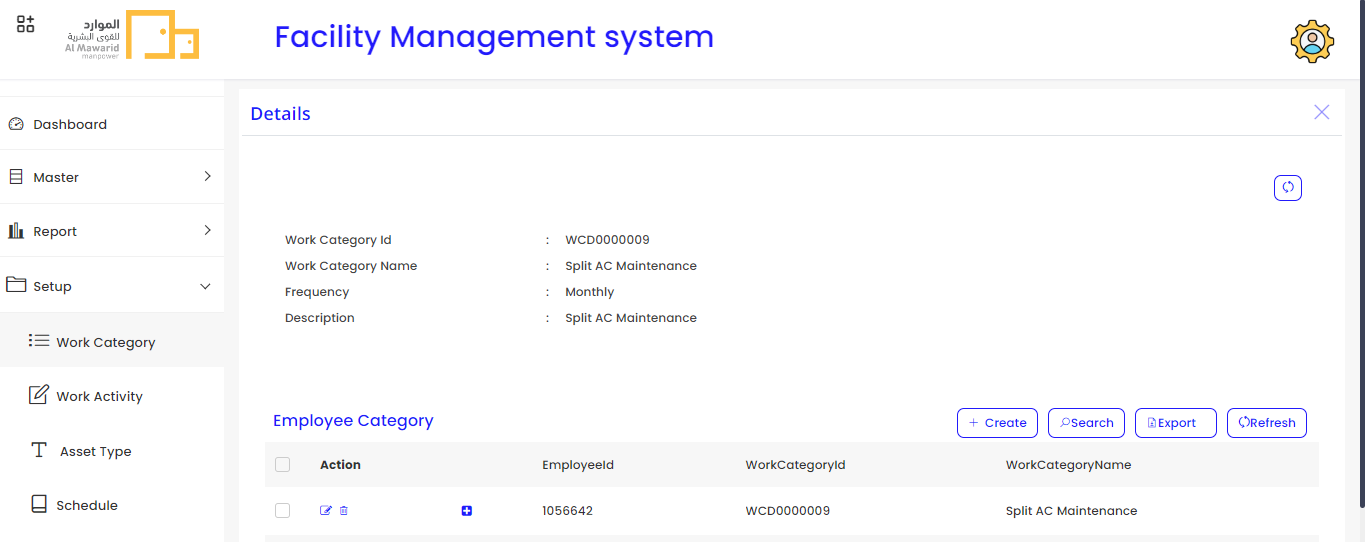 الموارد
للقوى البشرية
Al Mawarid
manpower
Facility Management system
Dashboard
Master
Report
Setup
Work Category
Work Activity
Asset Type
Schedule
Details
Work Category Id : WCD0000009
Work Category Name : Split AC Maintenance
Frequency : Monthly
Description : Split AC Maintenance
Employee Category
Create Search Export Refresh
Action EmployeeId WorkCategoryId WorkCategoryName
1056642 WCD0000009 Split AC Maintenance